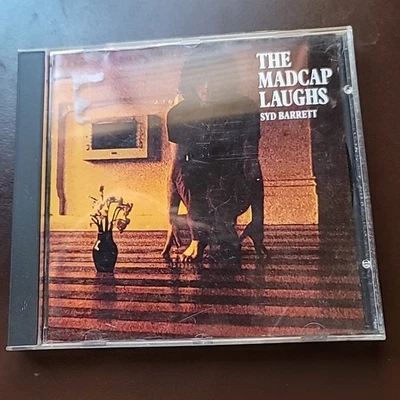 THE
MADCAP
LAUGHS
SYD BARRETT